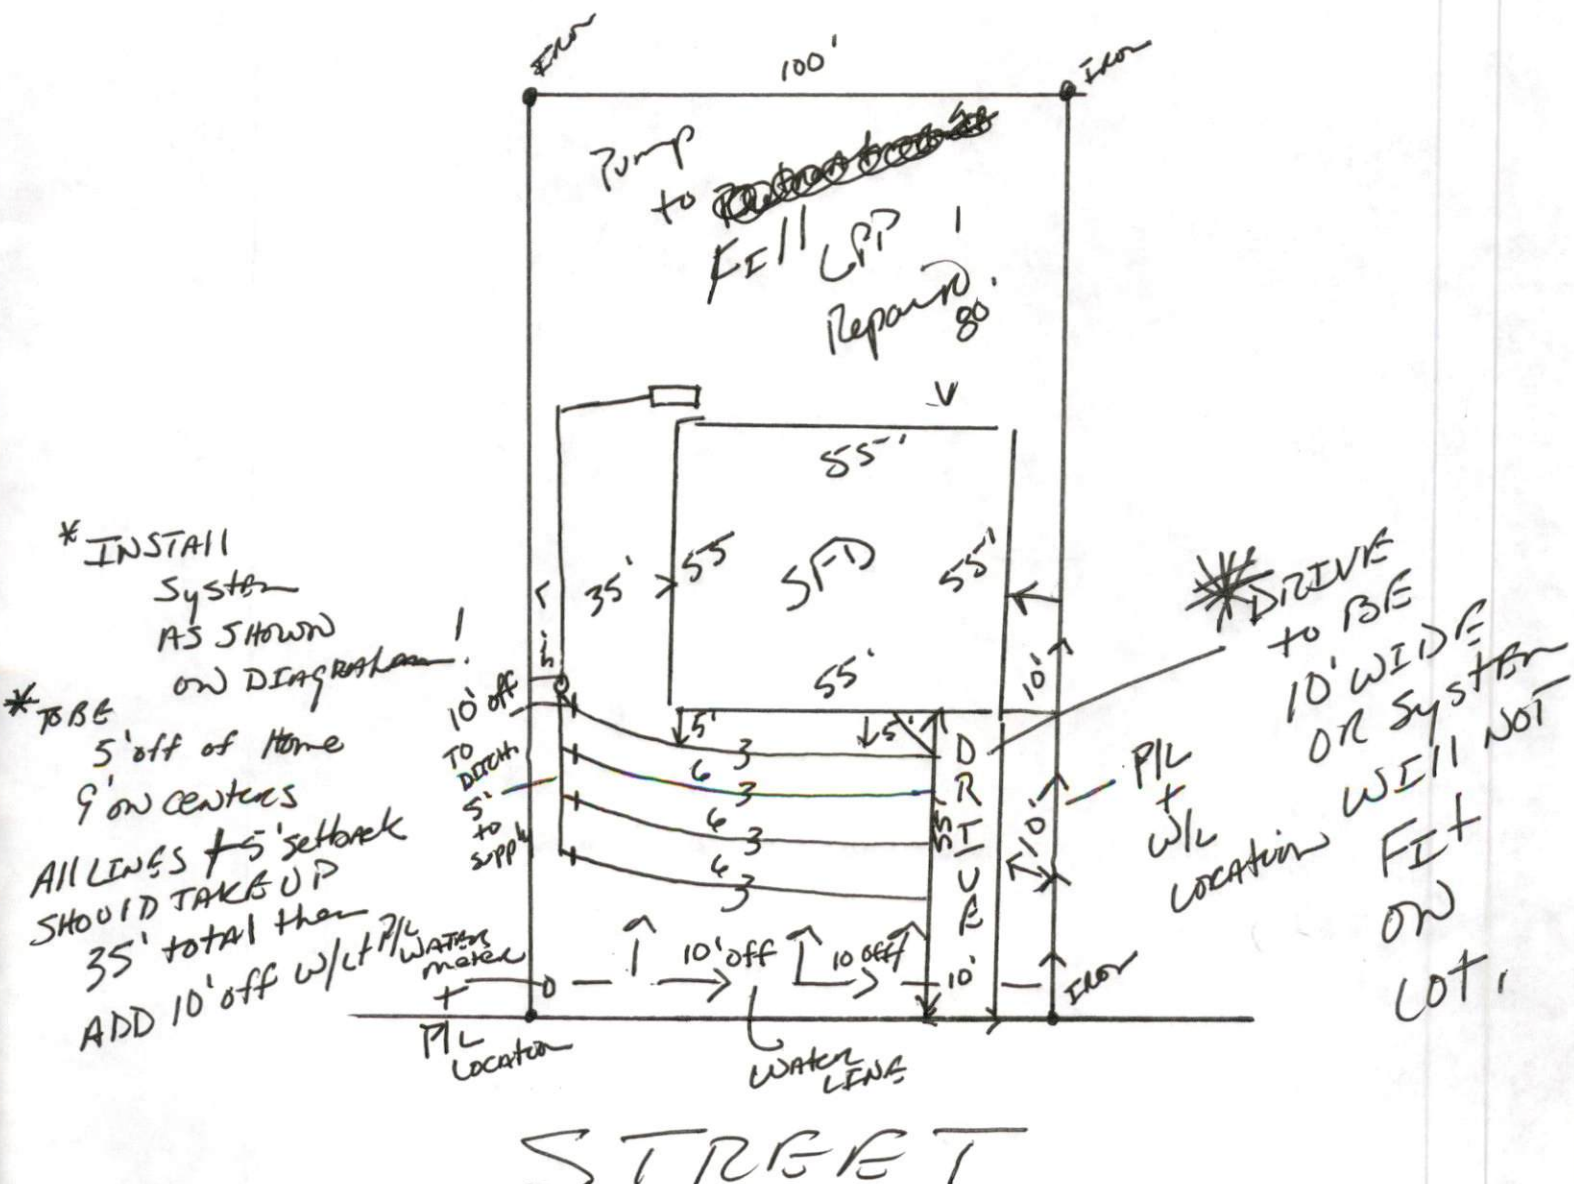 Iron
100'
Iron
Pump
to
Fill LPP
Repair!
80'
55'
35'
55
SFD
55'
55'
10'
* INSTAll
System
AS SHOWN
ON DIAGRAM!
* TO BE
5' off of Home
9' on centers
All LINES + 5' setback
SHOULD TAKE UP
35' total then
ADD 10' off W/L + P/L
10' off
TO
DITCH.
5'
to
supply
5'
5'
3
6
3
6
3
6
3
DRIVE
55'
10'
* DRIVE
to BE
10' WIDE
OR System
Will NOT
FIt
ON
LOt.
P/L
+
W/L
LOCAtion
WATER
meter
+
P/L
LOCAtion
10' off
10' off
10'
Iron
WAter
LINE
STREET